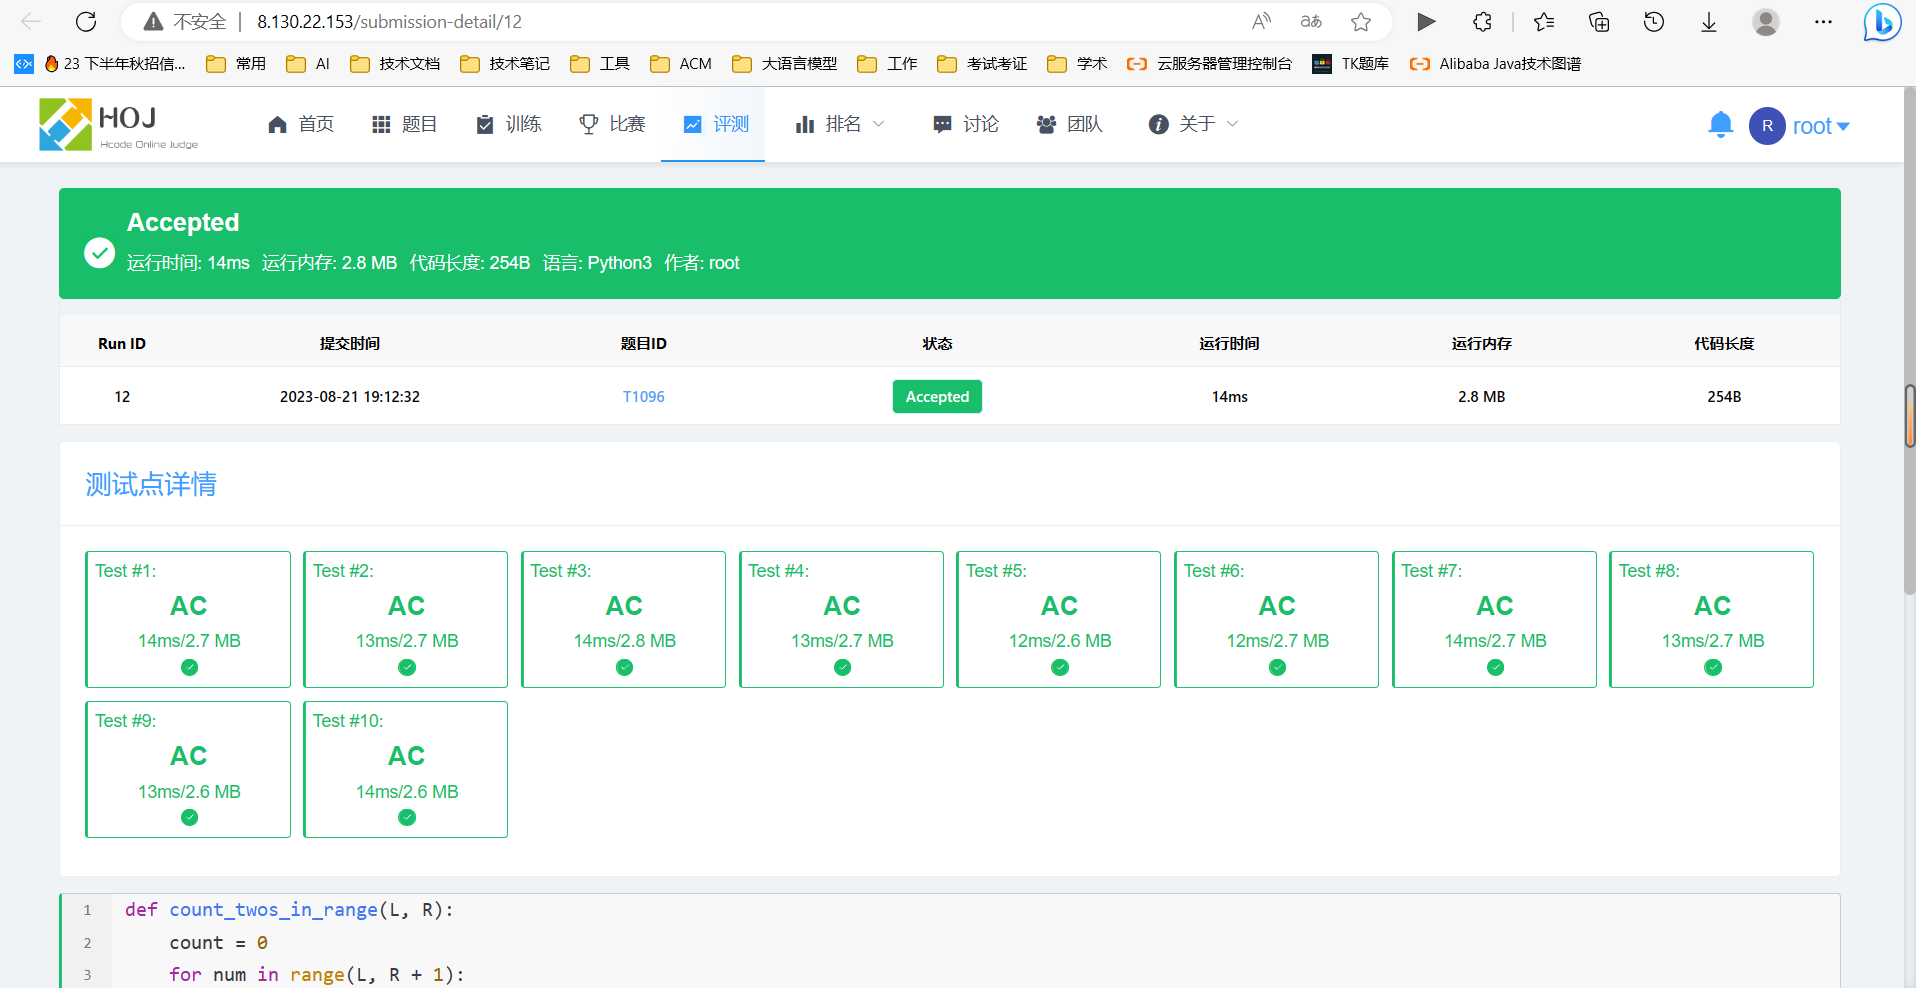 不安全 8.130.22.153/submission-detail/12
23 下半年秋招信... 常用 AI 技术文档 技术笔记 工具 ACM 大语言模型 工作 考试考证 学术 云服务器管理控制台 TK题库 Alibaba Java技术图谱
HOJ
Hcode Online Judge
首页 题目 训练 比赛 评测 排名 讨论 团队 关于 R root
Accepted
运行时间: 14ms 运行内存: 2.8 MB 代码长度: 254B 语言: Python3 作者: root
Run ID 提交时间 题目ID 状态 运行时间 运行内存 代码长度
12 2023-08-21 19:12:32 T1096 Accepted 14ms 2.8 MB 254B
测试点详情
Test #1: Test #2: Test #3: Test #4: Test #5: Test #6: Test #7: Test #8:
AC AC AC AC AC AC AC AC
14ms/2.7 MB 13ms/2.7 MB 14ms/2.8 MB 13ms/2.7 MB 12ms/2.6 MB 12ms/2.7 MB 14ms/2.7 MB 13ms/2.7 MB
Test #9: Test #10:
AC AC
13ms/2.6 MB 14ms/2.6 MB
1 def count_twos_in_range(L, R):
2 count = 0
3 for num in range(L, R + 1):